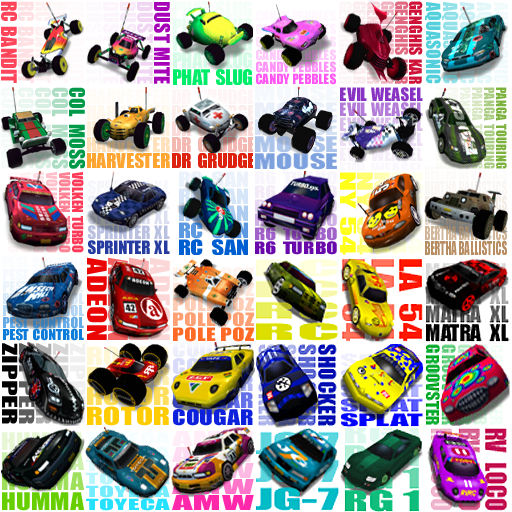 RC BANDIT
DUST MITE
PHAT SLUG
CANDY PEBBLES
GENGHIS KAR
AQUASONIC
COL MOSS
HARVESTER
DR GRUDGE
MOUSE
EVIL WEASEL
PANGA TOURING
VOLKEN TURBO
SPRINTER XL
RC SAN
R6 TURBO
NY 54
BERTHA BALLISTICS
PEST CONTROL
ADEON
POLE POZ
R C
LA 54
MATRA XL
ZIPPER
ROTOR
COUGAR
SHOCKER
SPLAT
GROOVSTER
HUMMA
TOYECA
AMW
JG-7
RG 1
RV LOCO